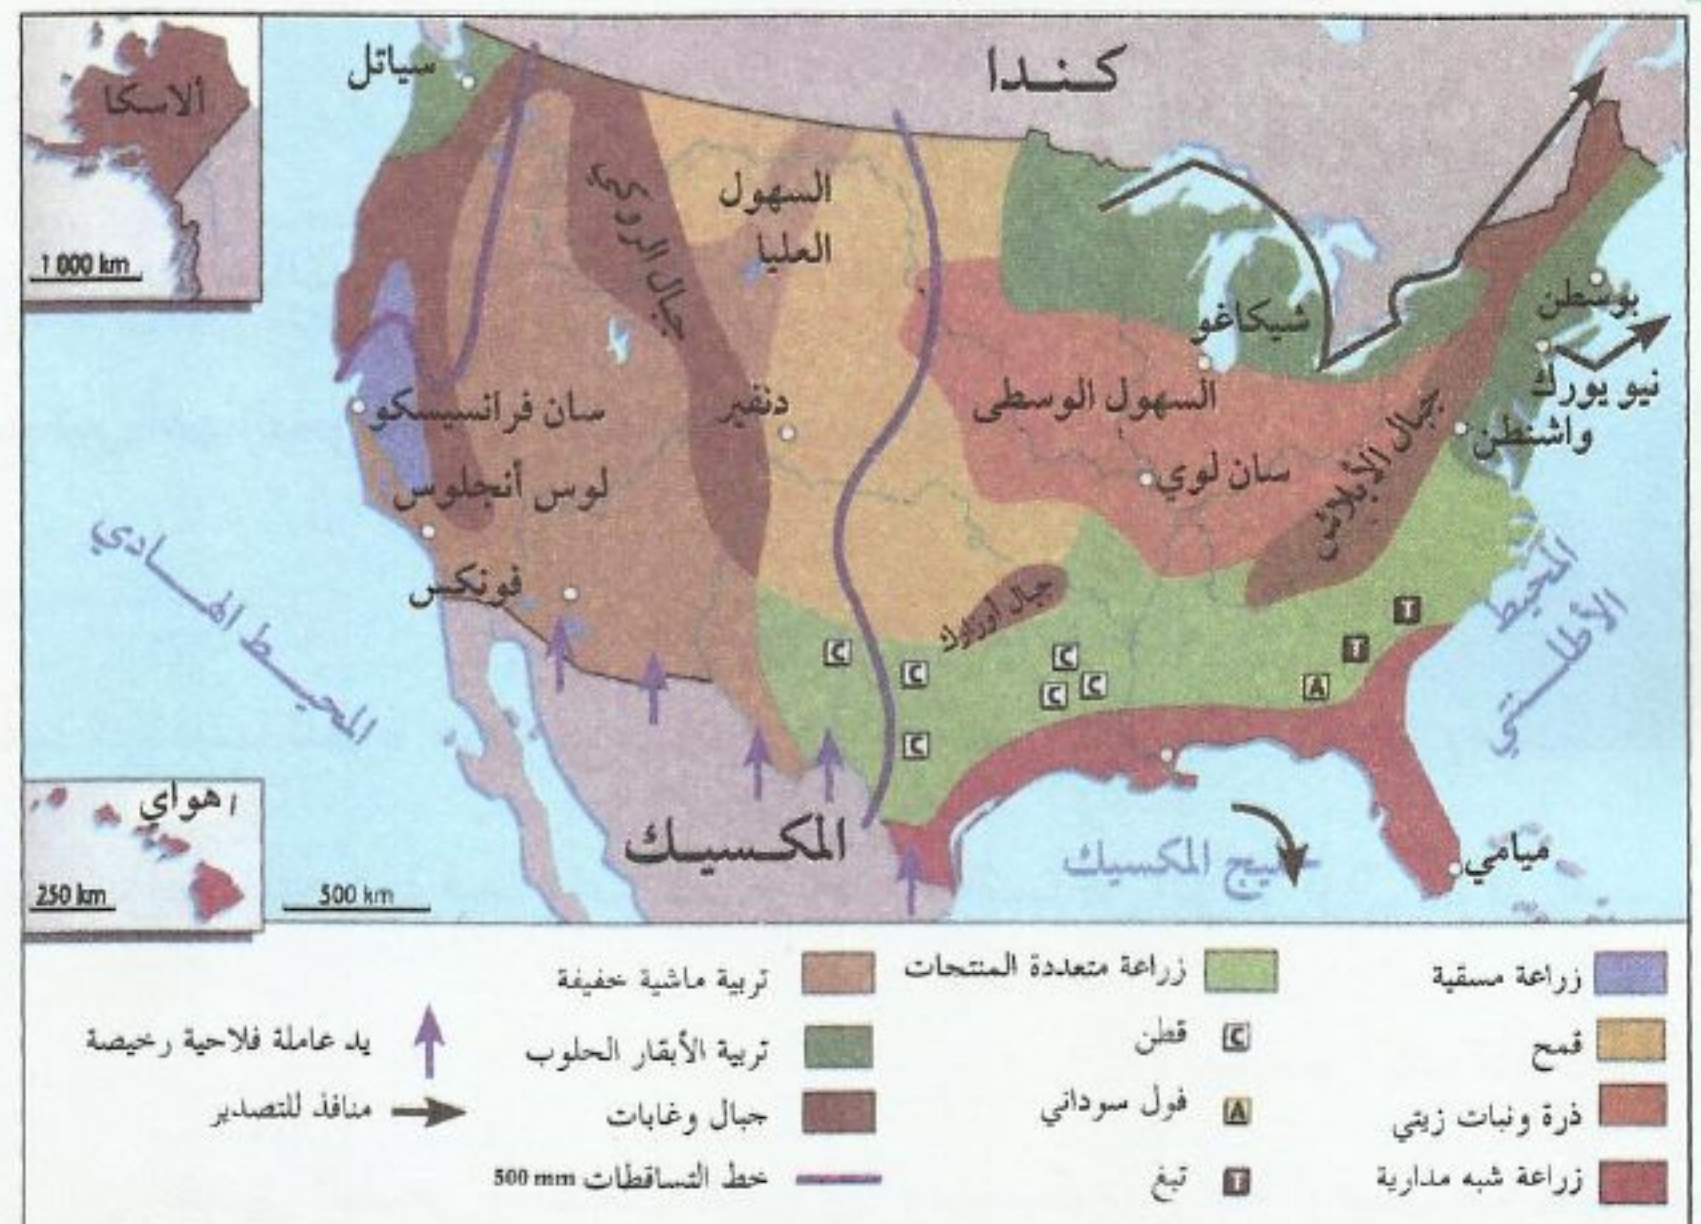 كندا
سياتل
ألاسكا
1 000 km
السهول
العليا
جبال الروكي
شيكاغو
بوسطن
نيو يورك
واشنطن
سان فرانسيسكو
دنفير
السهول الوسطى
لوس أنجلوس
سان لوي
جبال الأبلاش
فونكس
جبال اوزارك
المحيط الهادي
المحيط
الأطلستي
C
C
C
C
C
C
T
T
A
هواي
250 km
500 km
المكسيك
خليج المكسيك
ميامي
زراعة مسقية
قمح
ذرة ونبات زيتي
زراعة شبه مدارية
زراعة متعددة المنتجات
C قطن
A فول سوداني
T تبغ
تربية ماشية خفيفة
تربية الأبقار الحلوب
جبال وغابات
خط التساقطات 500 mm
يد عاملة فلاحية رخيصة
منافذ للتصدير